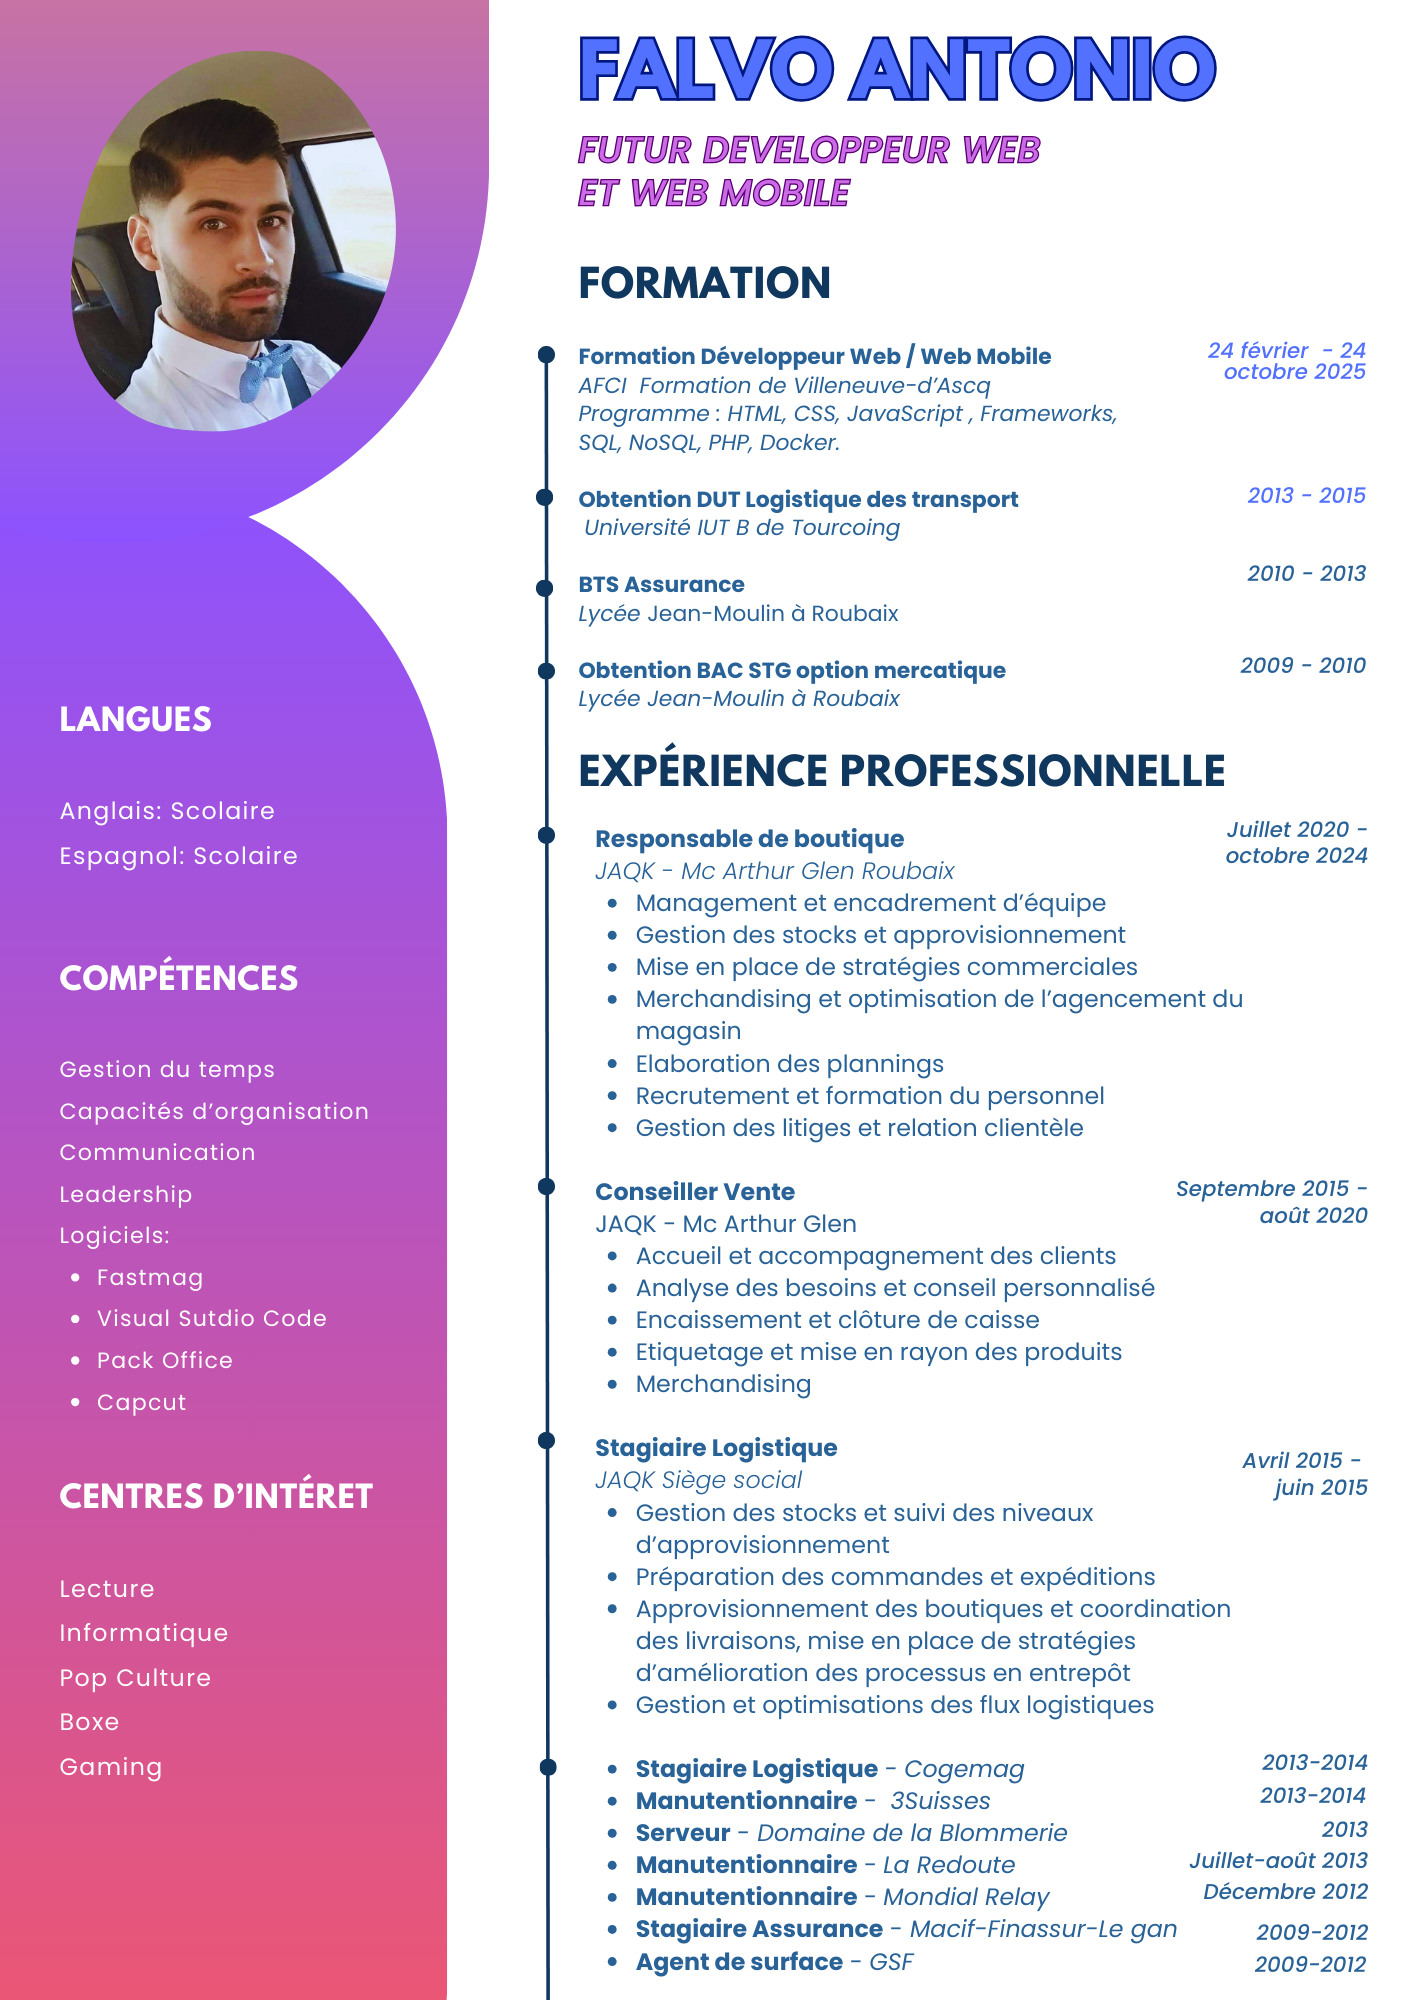 FALVO ANTONIO
FUTUR DEVELOPPEUR WEB
ET WEB MOBILE
LANGUES
Anglais: Scolaire
Espagnol: Scolaire
COMPÉTENCES
Gestion du temps
Capacités d’organisation
Communication
Leadership
Logiciels:
• Fastmag
• Visual Sutdio Code
• Pack Office
• Capcut
CENTRES D’INTÉRET
Lecture
Informatique
Pop Culture
Boxe
Gaming
FORMATION
Formation Développeur Web / Web Mobile
24 février - 24
octobre 2025
AFCI Formation de Villeneuve-d’Ascq
Programme : HTML, CSS, JavaScript , Frameworks,
SQL, NoSQL, PHP, Docker.
Obtention DUT Logistique des transport
2013 - 2015
Université IUT B de Tourcoing
BTS Assurance
2010 - 2013
Lycée Jean-Moulin à Roubaix
Obtention BAC STG option mercatique
2009 - 2010
Lycée Jean-Moulin à Roubaix
EXPÉRIENCE PROFESSIONNELLE
Responsable de boutique
Juillet 2020 -
octobre 2024
JAQK - Mc Arthur Glen Roubaix
• Management et encadrement d’équipe
• Gestion des stocks et approvisionnement
• Mise en place de stratégies commerciales
• Merchandising et optimisation de l’agencement du
magasin
• Elaboration des plannings
• Recrutement et formation du personnel
• Gestion des litiges et relation clientèle
Conseiller Vente
Septembre 2015 -
août 2020
JAQK - Mc Arthur Glen
• Accueil et accompagnement des clients
• Analyse des besoins et conseil personnalisé
• Encaissement et clôture de caisse
• Etiquetage et mise en rayon des produits
• Merchandising
Stagiaire Logistique
Avril 2015 -
juin 2015
JAQK Siège social
• Gestion des stocks et suivi des niveaux
d’approvisionnement
• Préparation des commandes et expéditions
• Approvisionnement des boutiques et coordination
des livraisons, mise en place de stratégies
d’amélioration des processus en entrepôt
• Gestion et optimisations des flux logistiques
• Stagiaire Logistique - Cogemag 2013-2014
• Manutentionnaire - 3Suisses 2013-2014
• Serveur - Domaine de la Blommerie 2013
• Manutentionnaire - La Redoute Juillet-août 2013
• Manutentionnaire - Mondial Relay Décembre 2012
• Stagiaire Assurance - Macif-Finassur-Le gan 2009-2012
• Agent de surface - GSF 2009-2012